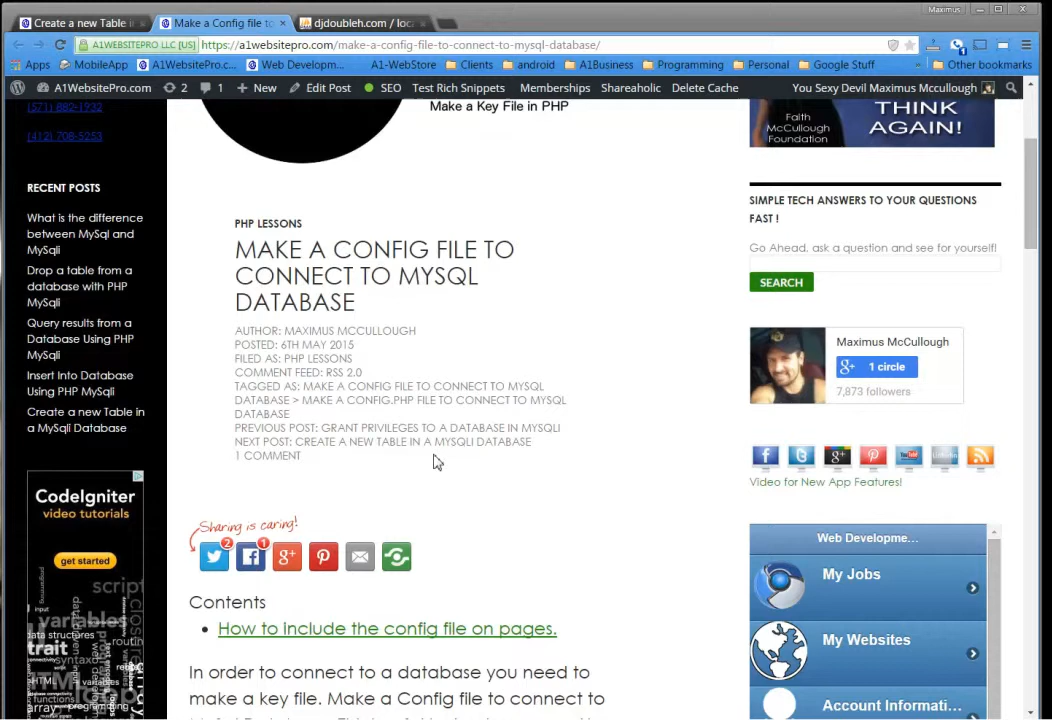 Maximus
Create a new Table i
Make a Config file to
djdoubleh.com / loca
A1WEBSITEPRO LLC [US]
https://a1websitepro.com/make-a-config-file-to-connect-to-mysql-database/
Apps MobileApp A1WebsitePro.c... Web Developm... A1-WebStore Clients android A1Business Programming Personal Google Stuff » Other bookmarks
A1WebsitePro.com 2 1 + New Edit Post SEO Test Rich Snippets Memberships Shareaholic Delete Cache You Sexy Devil Maximus Mccullough
(571) 882-1932
(412) 708-5253
RECENT POSTS
What is the difference
between MySql and
MySqli
Drop a table from a
database with PHP
MySqli
Query results from a
Database Using PHP
MySqli
Insert Into Database
Using PHP MySqli
Create a new Table in
a MySqli Database
CodeIgniter
video tutorials
get started
Make a Key File in PHP
PHP LESSONS
MAKE A CONFIG FILE TO
CONNECT TO MYSQL
DATABASE
AUTHOR: MAXIMUS MCCULLOUGH
POSTED: 6TH MAY 2015
FILED AS: PHP LESSONS
COMMENT FEED: RSS 2.0
TAGGED AS: MAKE A CONFIG FILE TO CONNECT TO MYSQL
DATABASE > MAKE A CONFIG.PHP FILE TO CONNECT TO MYSQL
DATABASE
PREVIOUS POST: GRANT PRIVILEGES TO A DATABASE IN MYSQLI
NEXT POST: CREATE A NEW TABLE IN A MYSQLI DATABASE
1 COMMENT
Sharing is caring!
2
1
Contents
How to include the config file on pages.
In order to connect to a database you need to
make a key file. Make a Config file to connect to
Faith
McCullough
Foundation
THINK
AGAIN!
SIMPLE TECH ANSWERS TO YOUR QUESTIONS
FAST !
Go Ahead, ask a question and see for yourself!
SEARCH
Maximus McCullough
g+ 1 circle
7,873 followers
Video for New App Features!
Web Developme...
My Jobs
My Websites
Account Informati...